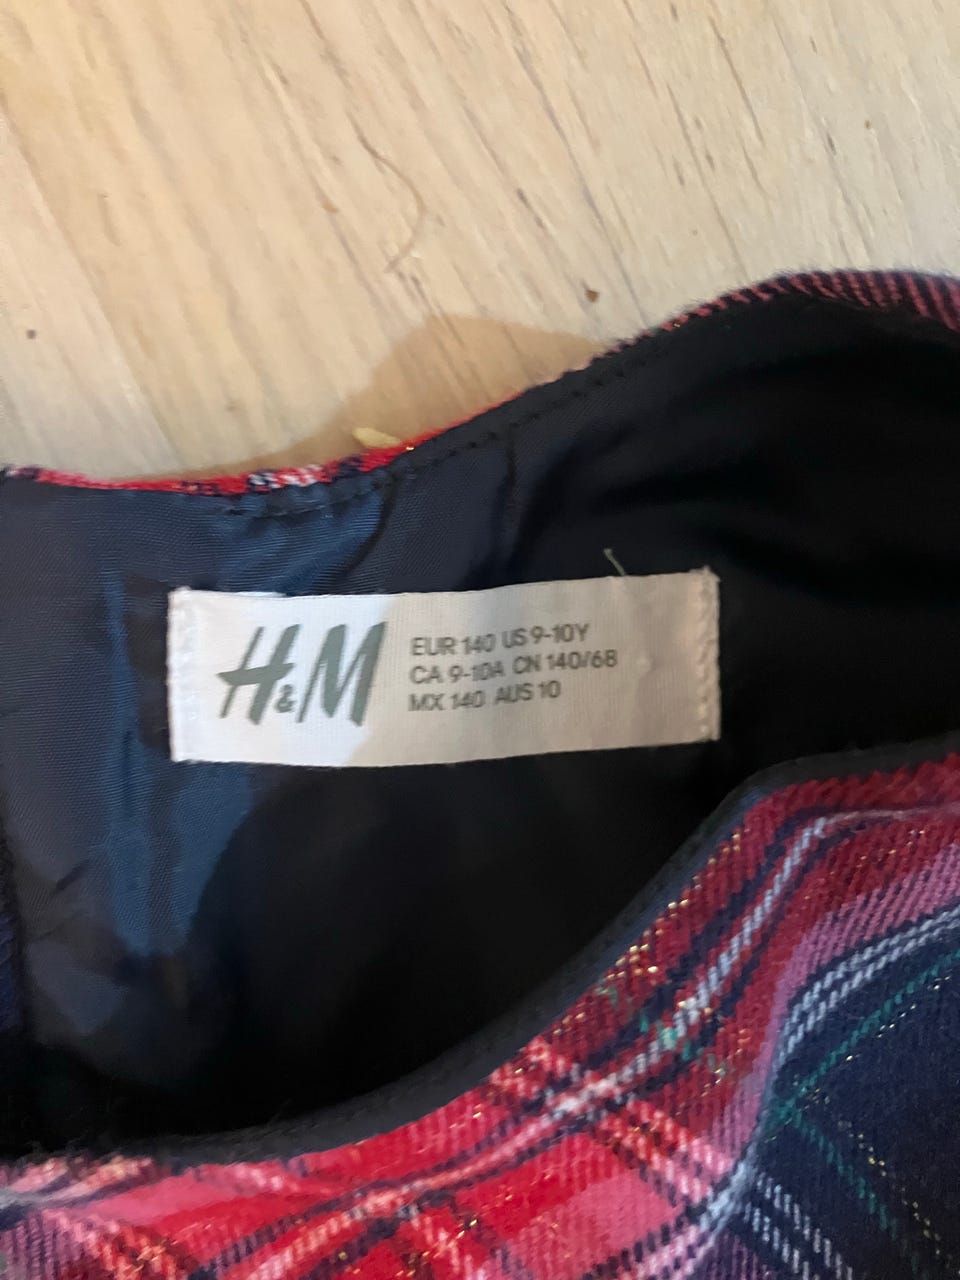 H&M
EUR 140 US 9-10Y
CA 9-10A CN 140/68
MX 140 AUS 10